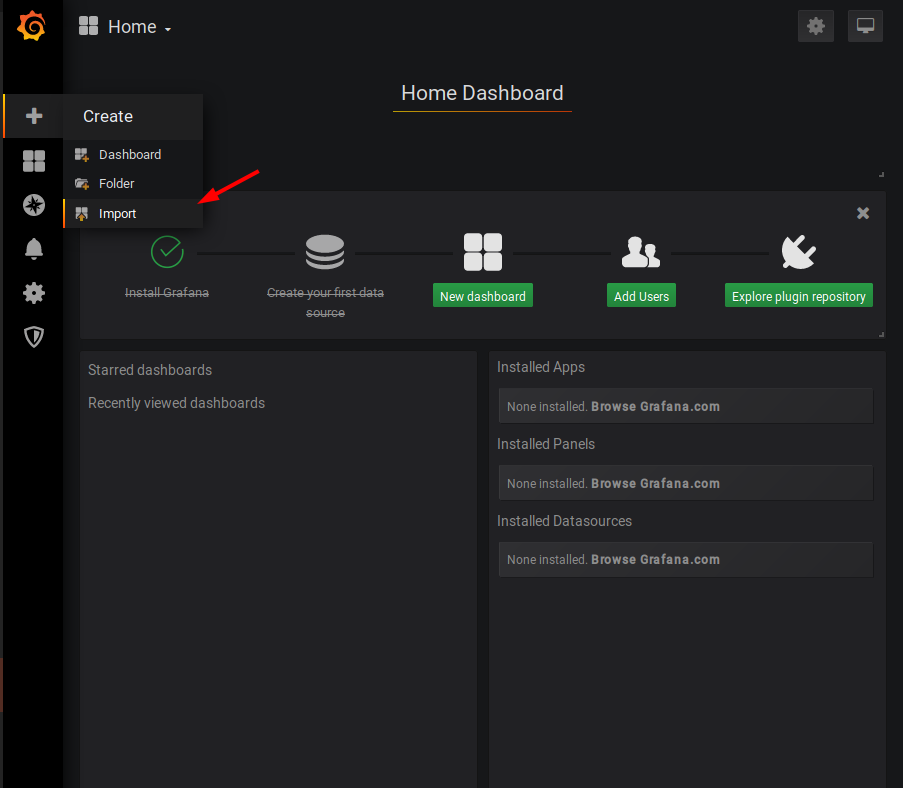 Home
Home Dashboard
Create
Dashboard
Folder
Import
Install Grafana
Create your first data
source
New dashboard
Add Users
Explore plugin repository
Starred dashboards
Recently viewed dashboards
Installed Apps
None installed. Browse Grafana.com
Installed Panels
None installed. Browse Grafana.com
Installed Datasources
None installed. Browse Grafana.com